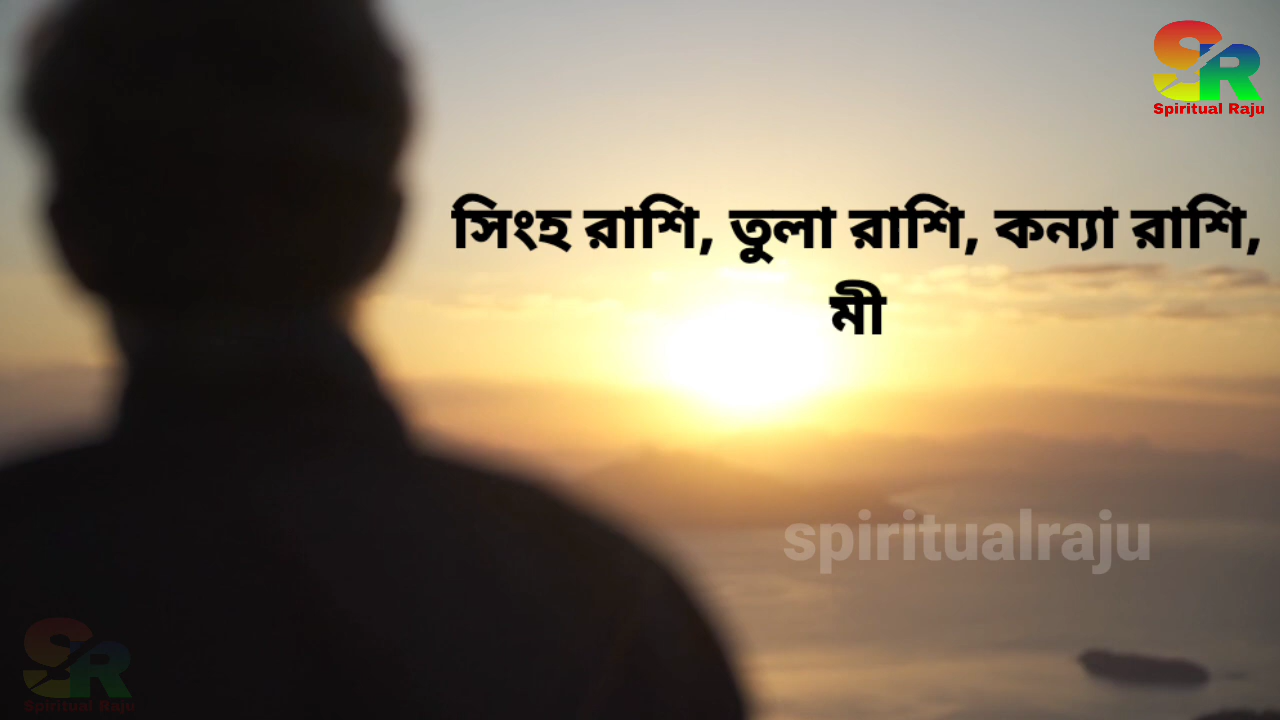 SR
Spiritual Raju
সিংহ রাশি, তুলা রাশি, কন্যা রাশি,
মী
spiritualraju
SR
Spiritual Raju